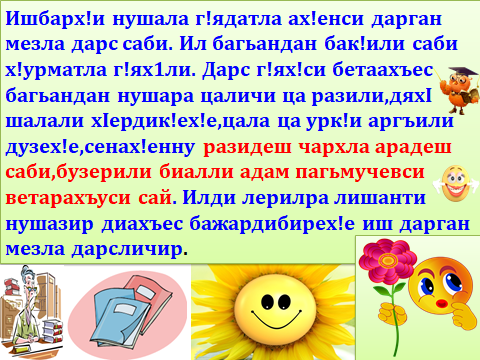 Ишбарх!и нушала г!ядатла ах!енси дарган
мезла дарс саби. Ил багьандан бак!или саби
х!урматла г!ях1ли. Дарс г!ях!си бетаахъес
багьандан нушара цаличи ца разили,дяхI
шалали хIердик!ех!е,цала ца урк!и аргъили
дузех!е,сенах!енну разидеш чархла арадеш
саби,бузерили биалли адам пагьмучевси
ветарахъуси сай. Илди лерилра лишанти
нушазир диахъес бажардибирех!е иш дарган
мезла дарсличир.